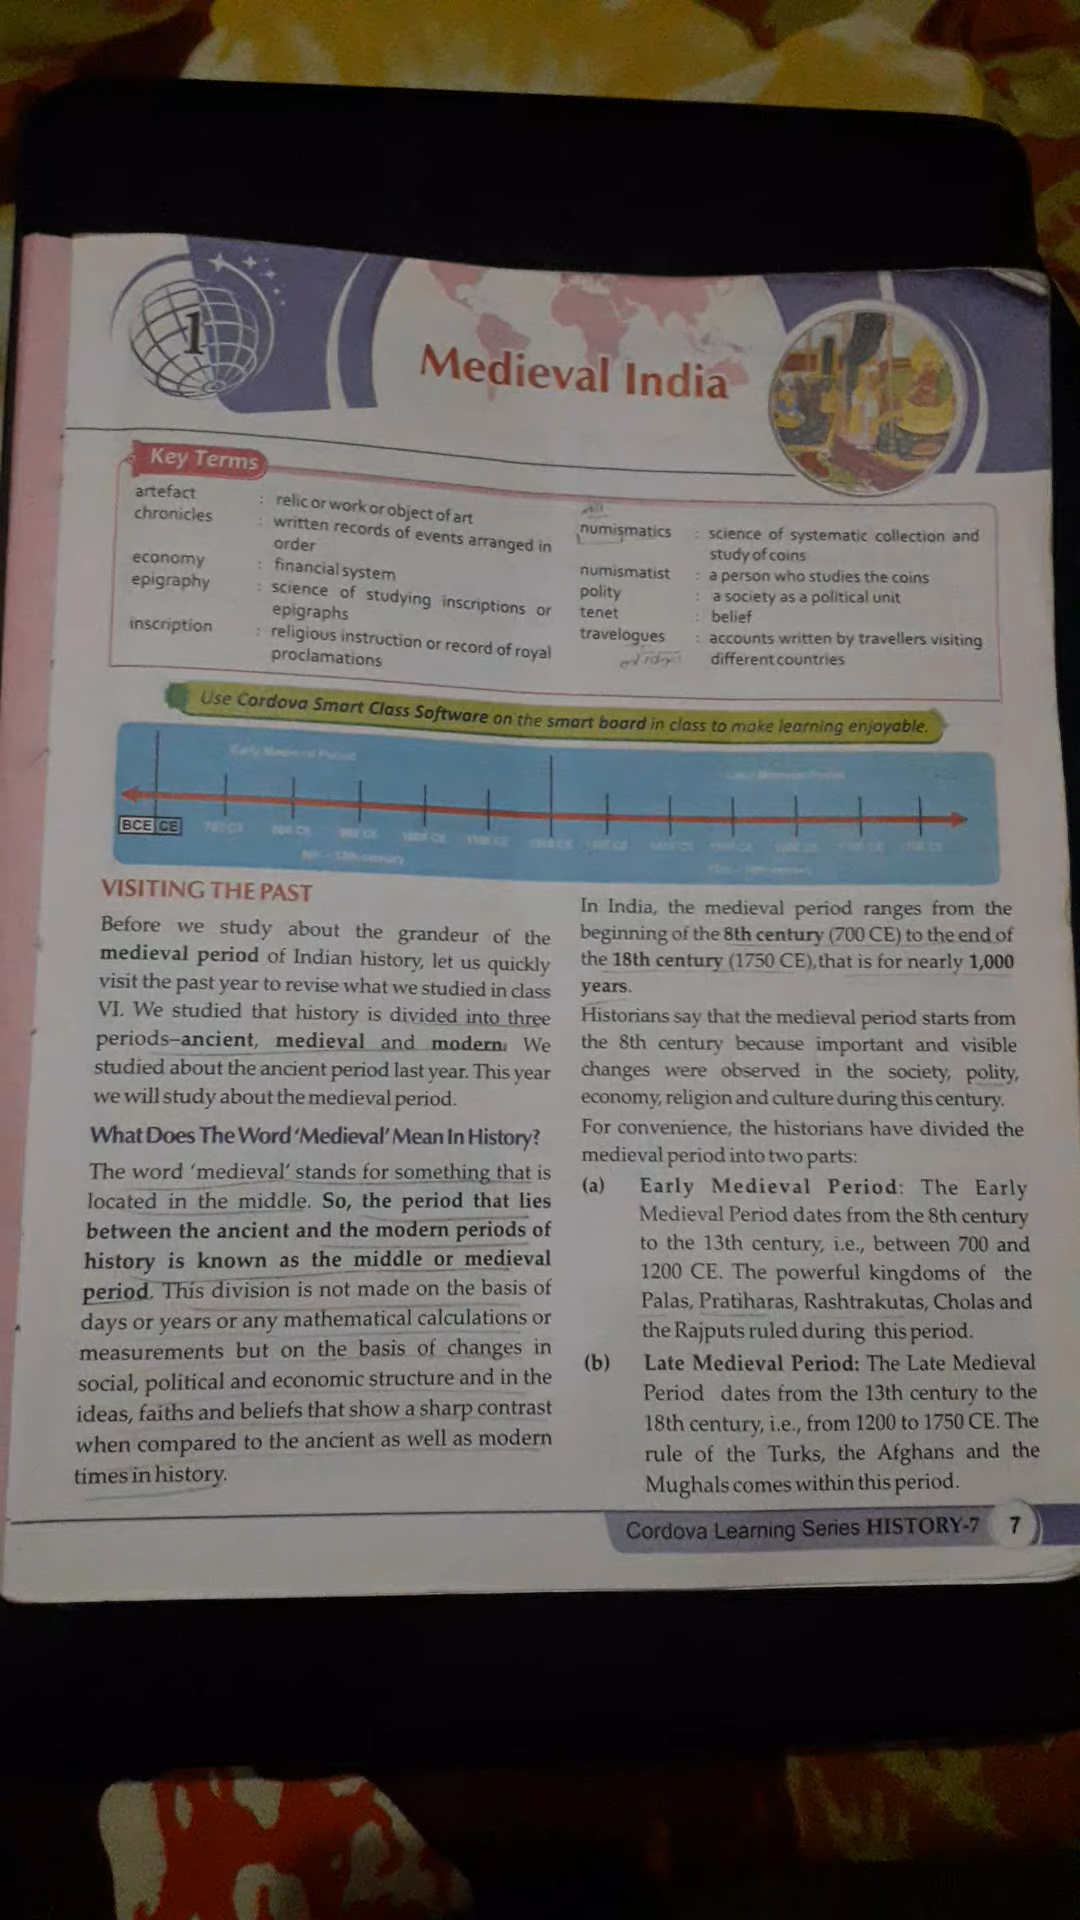 1
Medieval India
Key Terms
artefact : relic or work or object of art
chronicles : written records of events arranged in
order
economy : financial system
epigraphy : science of studying inscriptions or
epigraphs
inscription : religious instruction or record of royal
proclamations
numismatics : science of systematic collection and
study of coins
numismatist : a person who studies the coins
polity : a society as a political unit
tenet : belief
travelogues : accounts written by travellers visiting
different countries
Use Cordova Smart Class Software on the smart board in class to make learning enjoyable.
Early Medieval Period
Late Medieval Period
BCE CE
VISITING THE PAST
Before we study about the grandeur of the
medieval period of Indian history, let us quickly
visit the past year to revise what we studied in class
VI. We studied that history is divided into three
periods–ancient, medieval and modern. We
studied about the ancient period last year. This year
we will study about the medieval period.
What Does The Word ‘Medieval’ Mean In History?
The word ‘medieval’ stands for something that is
located in the middle. So, the period that lies
between the ancient and the modern periods of
history is known as the middle or medieval
period. This division is not made on the basis of
days or years or any mathematical calculations or
measurements but on the basis of changes in
social, political and economic structure and in the
ideas, faiths and beliefs that show a sharp contrast
when compared to the ancient as well as modern
times in history.
In India, the medieval period ranges from the
beginning of the 8th century (700 CE) to the end of
the 18th century (1750 CE), that is for nearly 1,000
years.
Historians say that the medieval period starts from
the 8th century because important and visible
changes were observed in the society, polity,
economy, religion and culture during this century.
For convenience, the historians have divided the
medieval period into two parts:
(a) Early Medieval Period: The Early
Medieval Period dates from the 8th century
to the 13th century, i.e., between 700 and
1200 CE. The powerful kingdoms of the
Palas, Pratiharas, Rashtrakutas, Cholas and
the Rajputs ruled during this period.
(b) Late Medieval Period: The Late Medieval
Period dates from the 13th century to the
18th century, i.e., from 1200 to 1750 CE. The
rule of the Turks, the Afghans and the
Mughals comes within this period.
Cordova Learning Series HISTORY-7 7